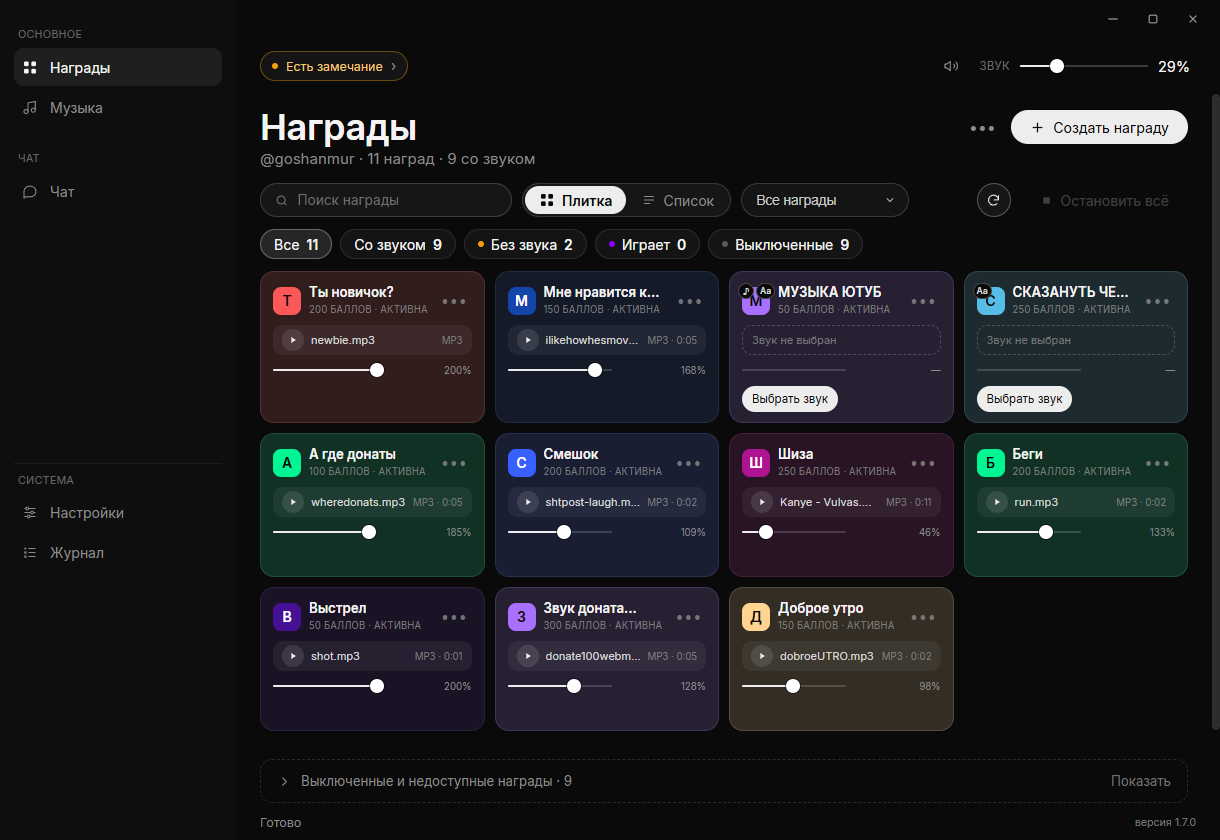 ОСНОВНОЕ
Награды
Музыка
ЧАТ
Чат
СИСТЕМА
Настройки
Журнал
Есть замечание
ЗВУК 29%
Награды
@goshanmur · 11 наград · 9 со звуком
Создать награду
Поиск награды
Плитка Список
Все награды
Остановить всё
Все 11 Со звуком 9 Без звука 2 Играет 0 Выключенные 9
Т Ты новичок?
200 БАЛЛОВ · АКТИВНА
newbie.mp3 MP3
200%
М Мне нравится к...
150 БАЛЛОВ · АКТИВНА
ilikehowhesmov... MP3 · 0:05
168%
Aa М МУЗЫКА ЮТУБ
50 БАЛЛОВ · АКТИВНА
Звук не выбран
—
Выбрать звук
Aa С СКАЗАНУТЬ ЧЕ...
250 БАЛЛОВ · АКТИВНА
Звук не выбран
—
Выбрать звук
А А где донаты
100 БАЛЛОВ · АКТИВНА
wheredonats.mp3 MP3 · 0:05
185%
С Смешок
200 БАЛЛОВ · АКТИВНА
shtpost-laugh.m... MP3 · 0:02
109%
Ш Шиза
250 БАЛЛОВ · АКТИВНА
Kanye - Vulvas.... MP3 · 0:11
46%
Б Беги
200 БАЛЛОВ · АКТИВНА
run.mp3 MP3 · 0:02
133%
В Выстрел
50 БАЛЛОВ · АКТИВНА
shot.mp3 MP3 · 0:01
200%
З Звук доната...
300 БАЛЛОВ · АКТИВНА
donate100webm... MP3 · 0:05
128%
Д Доброе утро
150 БАЛЛОВ · АКТИВНА
dobroeUTRO.mp3 MP3 · 0:02
98%
Выключенные и недоступные награды · 9 Показать
Готово
версия 1.7.0